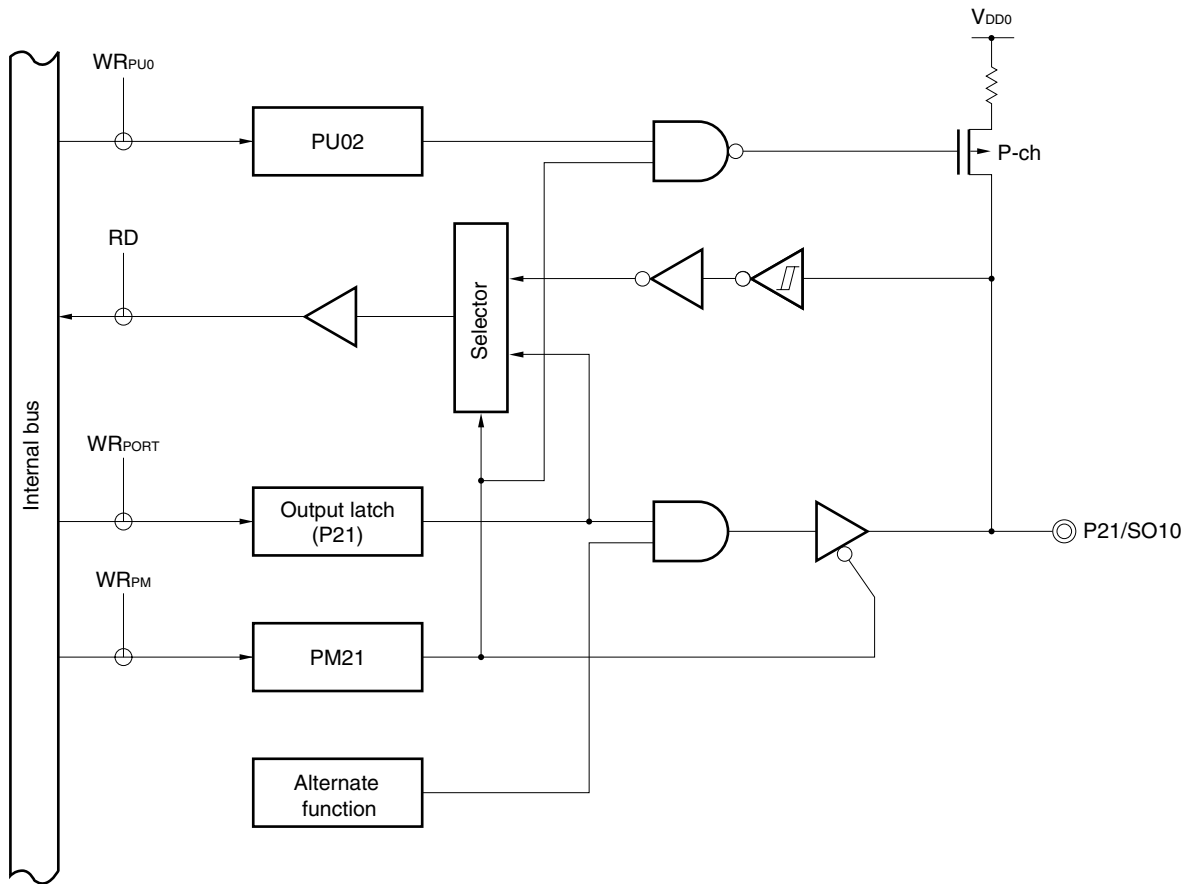 VDD0
WRPU0
PU02
P-ch
RD
Selector
Internal bus
WRPORT
Output latch
(P21)
P21/SO10
WRPM
PM21
Alternate
function